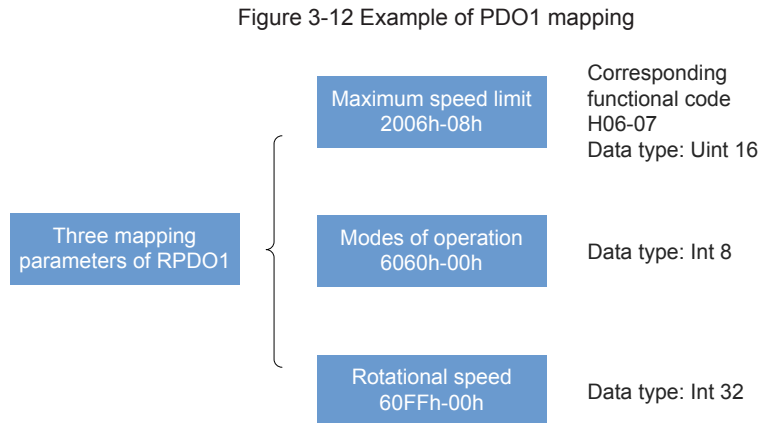 Figure 3-12 Example of PDO1 mapping
Maximum speed limit
2006h-08h
Corresponding
functional code
H06-07
Data type: Uint 16
Three mapping
parameters of RPDO1
Modes of operation
6060h-00h
Data type: Int 8
Rotational speed
60FFh-00h
Data type: Int 32